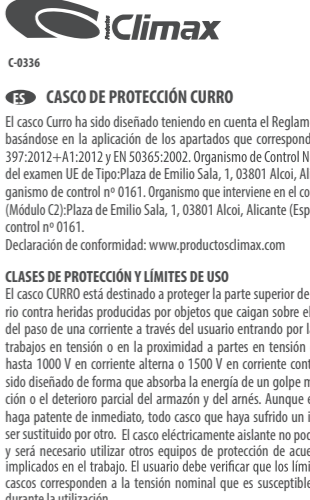 Productos Climax
C-0336
ES CASCO DE PROTECCIÓN CURRO
El casco Curro ha sido diseñado teniendo en cuenta el Reglam
basándose en la aplicación de los apartados que correspond
397:2012+A1:2012 y EN 50365:2002. Organismo de Control N
del examen UE de Tipo:Plaza de Emilio Sala, 1, 03801 Alcoi, Al
ganismo de control nº 0161. Organismo que interviene en el co
(Módulo C2):Plaza de Emilio Sala, 1, 03801 Alcoi, Alicante (Esp
control nº 0161.
Declaración de conformidad: www.productosclimax.com
CLASES DE PROTECCIÓN Y LÍMITES DE USO
El casco CURRO está destinado a proteger la parte superior de
rio contra heridas producidas por objetos que caigan sobre el
del paso de una corriente a través del usuario entrando por la
trabajos en tensión o en la proximidad a partes en tensión
hasta 1000 V en corriente alterna o 1500 V en corriente cont
sido diseñado de forma que absorba la energía de un golpe m
ción o el deterioro parcial del armazón y del arnés. Aunque e
haga patente de inmediato, todo casco que haya sufrido un i
ser sustituido por otro. El casco eléctricamente aislante no poc
y será necesario utilizar otros equipos de protección de acue
implicados en el trabajo. El usuario debe verificar que los lími
cascos corresponden a la tensión nominal que es susceptible
durante la utilización